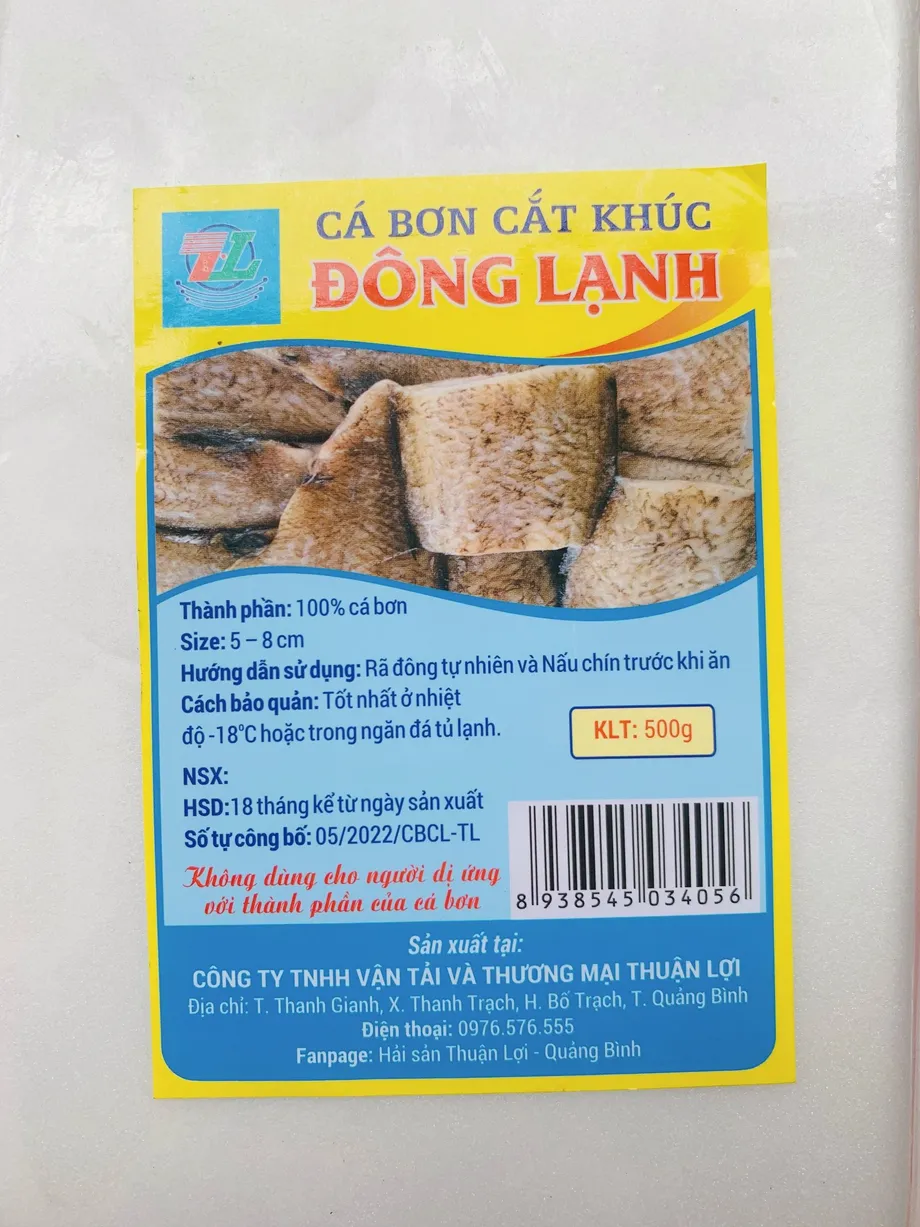 TL
CÁ BƠN CẮT KHÚC
ĐÔNG LẠNH
Thành phần: 100% cá bơn
Size: 5 – 8 cm
Hướng dẫn sử dụng: Rã đông tự nhiên và Nấu chín trước khi ăn
Cách bảo quản: Tốt nhất ở nhiệt
độ -18°C hoặc trong ngăn đá tủ lạnh.
KLT: 500g
NSX:
HSD:18 tháng kể từ ngày sản xuất
Số tự công bố: 05/2022/CBCL-TL
Không dùng cho người dị ứng
với thành phần của cá bơn
8 938545 034056
Sản xuất tại:
CÔNG TY TNHH VẬN TẢI VÀ THƯƠNG MẠI THUẬN LỢI
Địa chỉ: T. Thanh Gianh, X. Thanh Trạch, H. Bố Trạch, T. Quảng Bình
Điện thoại: 0976.576.555
Fanpage: Hải sản Thuận Lợi - Quảng Bình